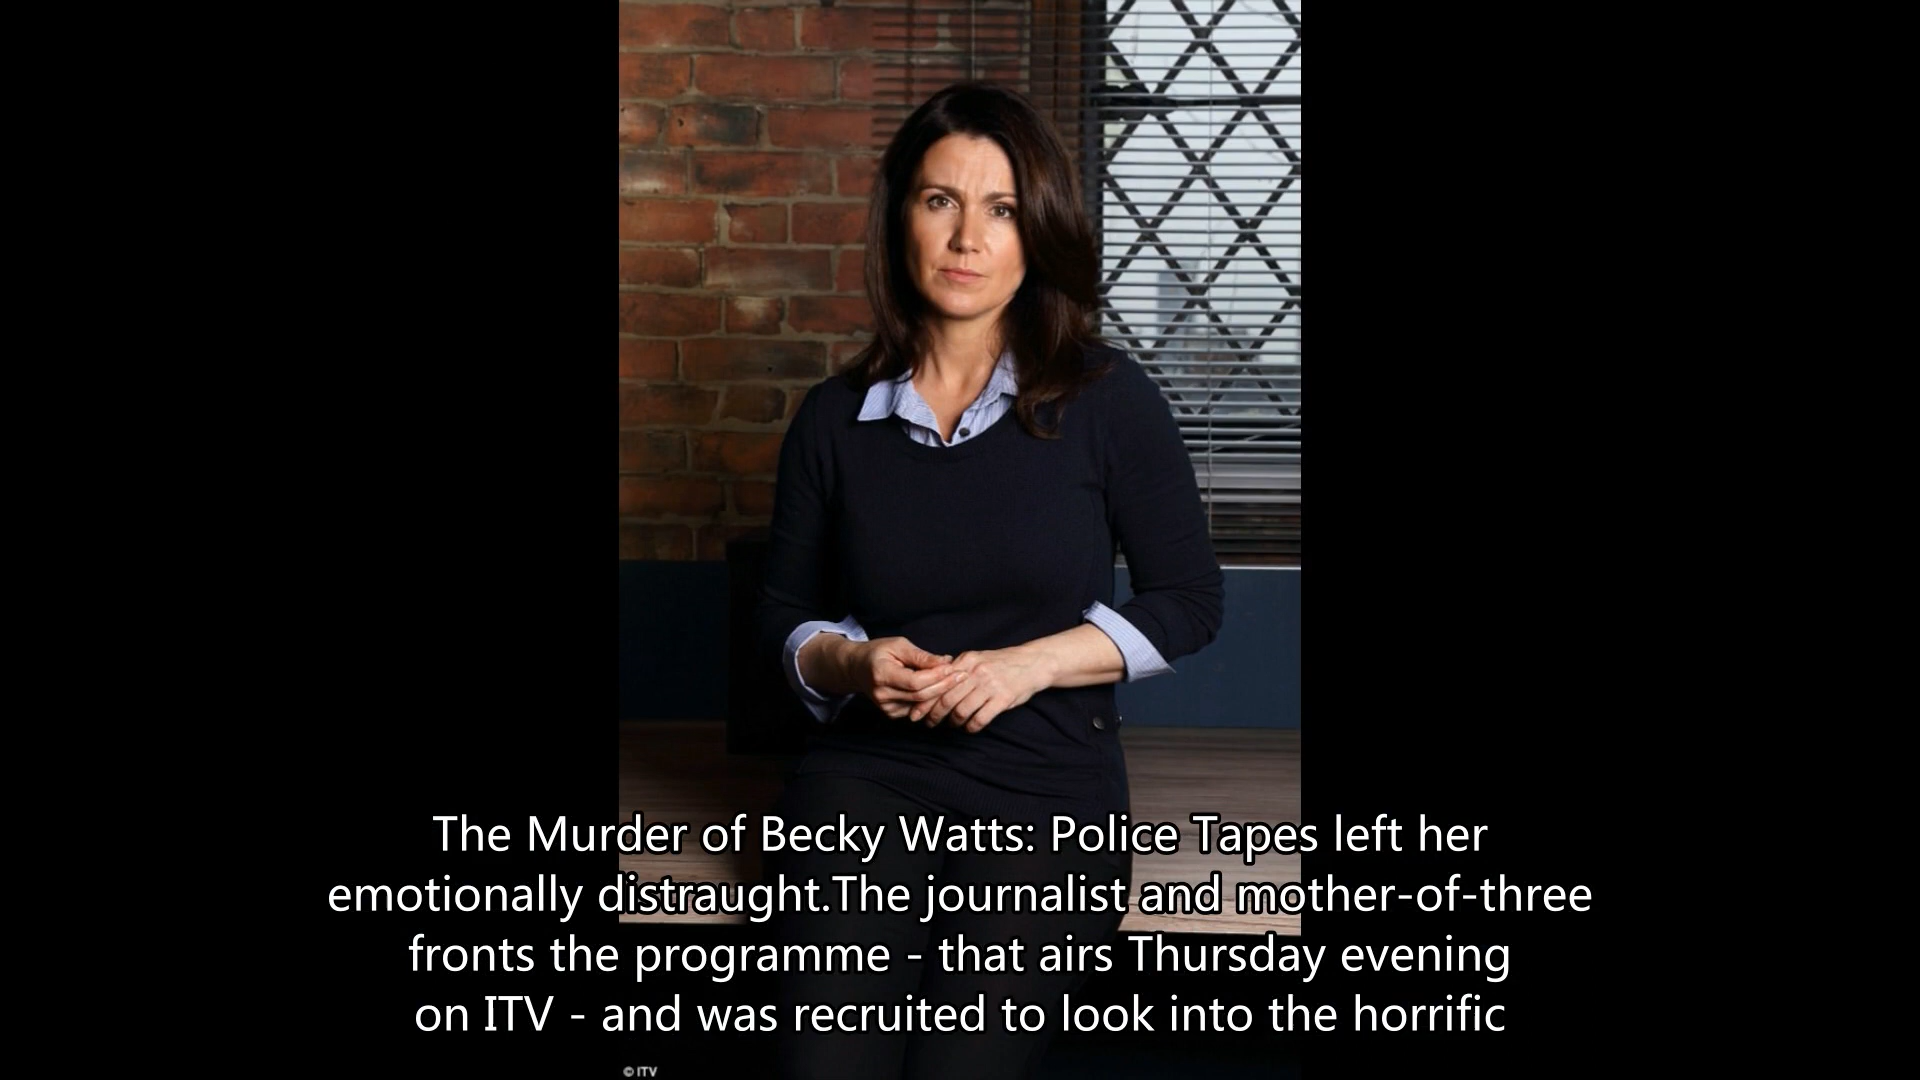 The Murder of Becky Watts: Police Tapes left her
emotionally distraught.The journalist and mother-of-three
fronts the programme - that airs Thursday evening
on ITV - and was recruited to look into the horrific
© ITV